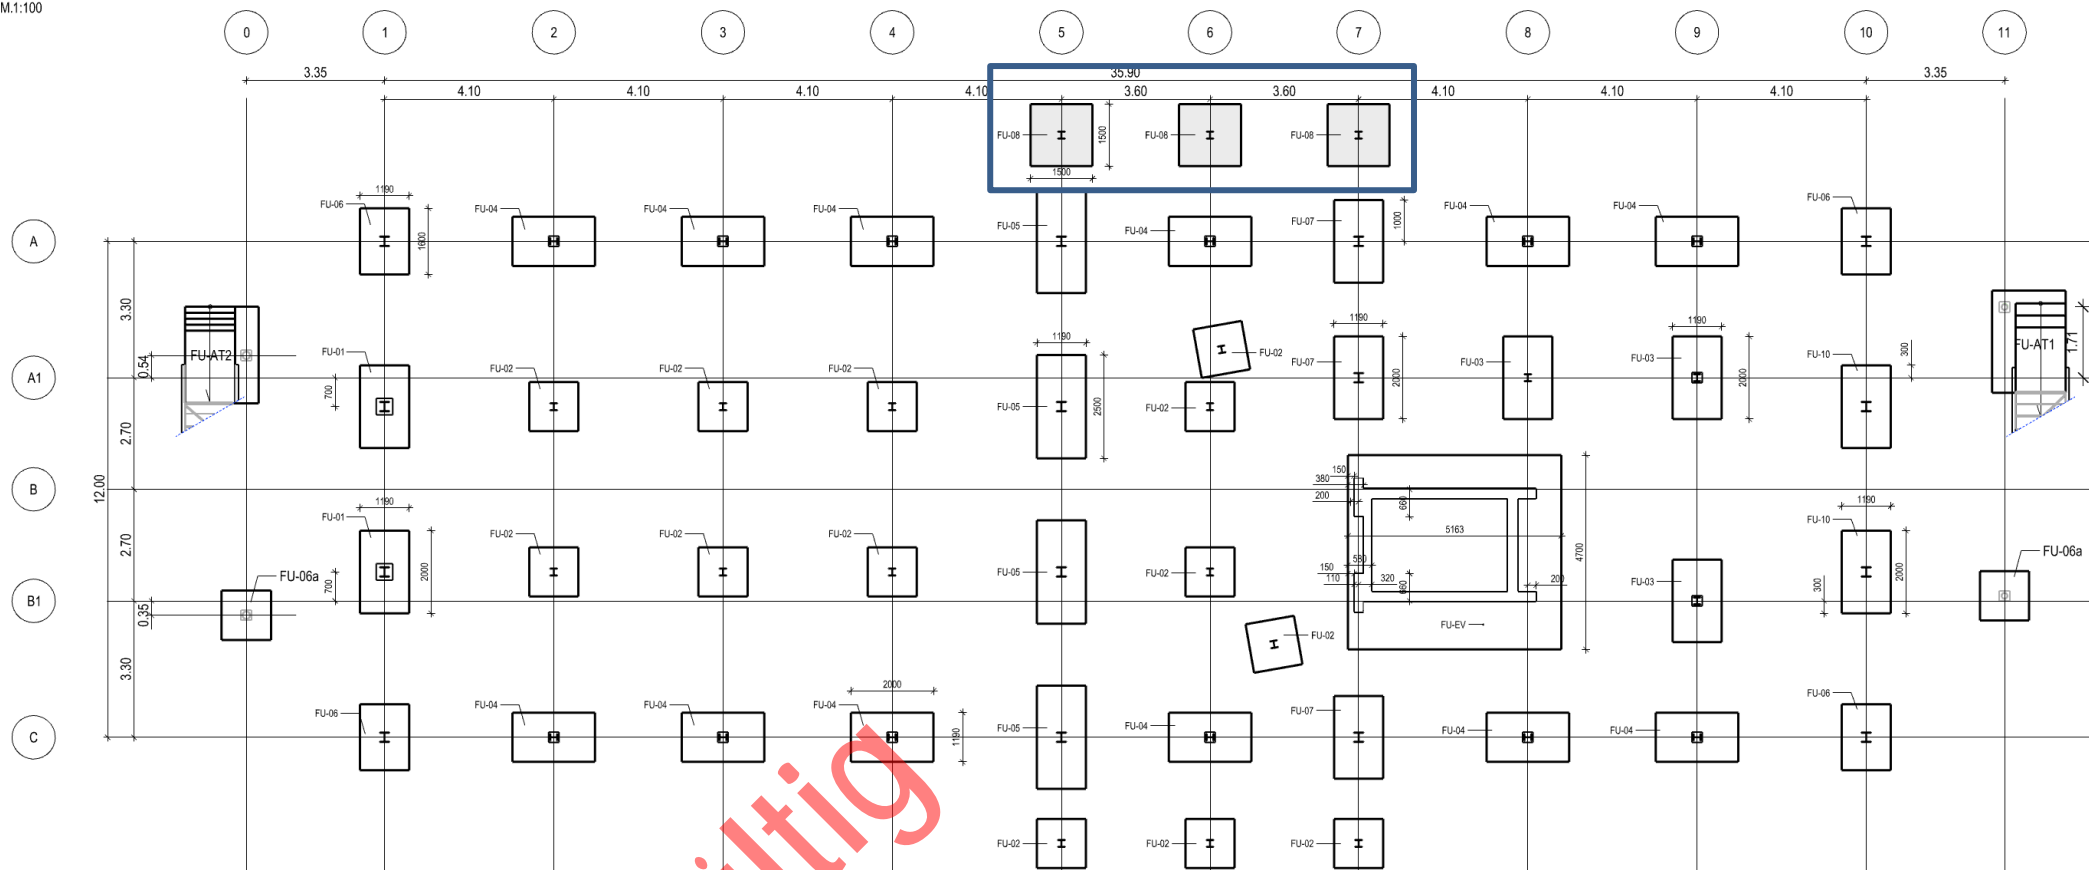 M.1:100
0 1 2 3 4 5 6 7 8 9 10 11
3.35 35.90 3.35
4.10 4.10 4.10 4.10 3.60 3.60 4.10 4.10 4.10
FU-08 1500 FU-08 FU-08
1500
1190
FU-06 FU-04 FU-04 FU-04 FU-05 FU-04 FU-07 1000 FU-04 FU-04 FU-06
A 1600
3.30
FU-AT2 0.54
FU-AT1 1.71
1190 1190 1190
FU-01 FU-02 FU-02 FU-02 FU-02 FU-07 FU-03 FU-03 FU-10 300
A1
700 FU-05 2500 FU-02 2000 2000
2.70
B
12.00
150
380
200
660
5163
4700
580
150
110 320
660
200
FU-EV
1190 1190
FU-01 FU-02 FU-02 FU-02 FU-05 FU-02 FU-03 FU-10
2.70
FU-06a 700 2000 300 2000 FU-06a
B1
0.35
FU-02
3.30
2000
FU-06 FU-04 FU-04 FU-04 1190 FU-05 FU-04 FU-07 FU-04 FU-04 FU-06
C
FU-02 FU-02 FU-02
ltig